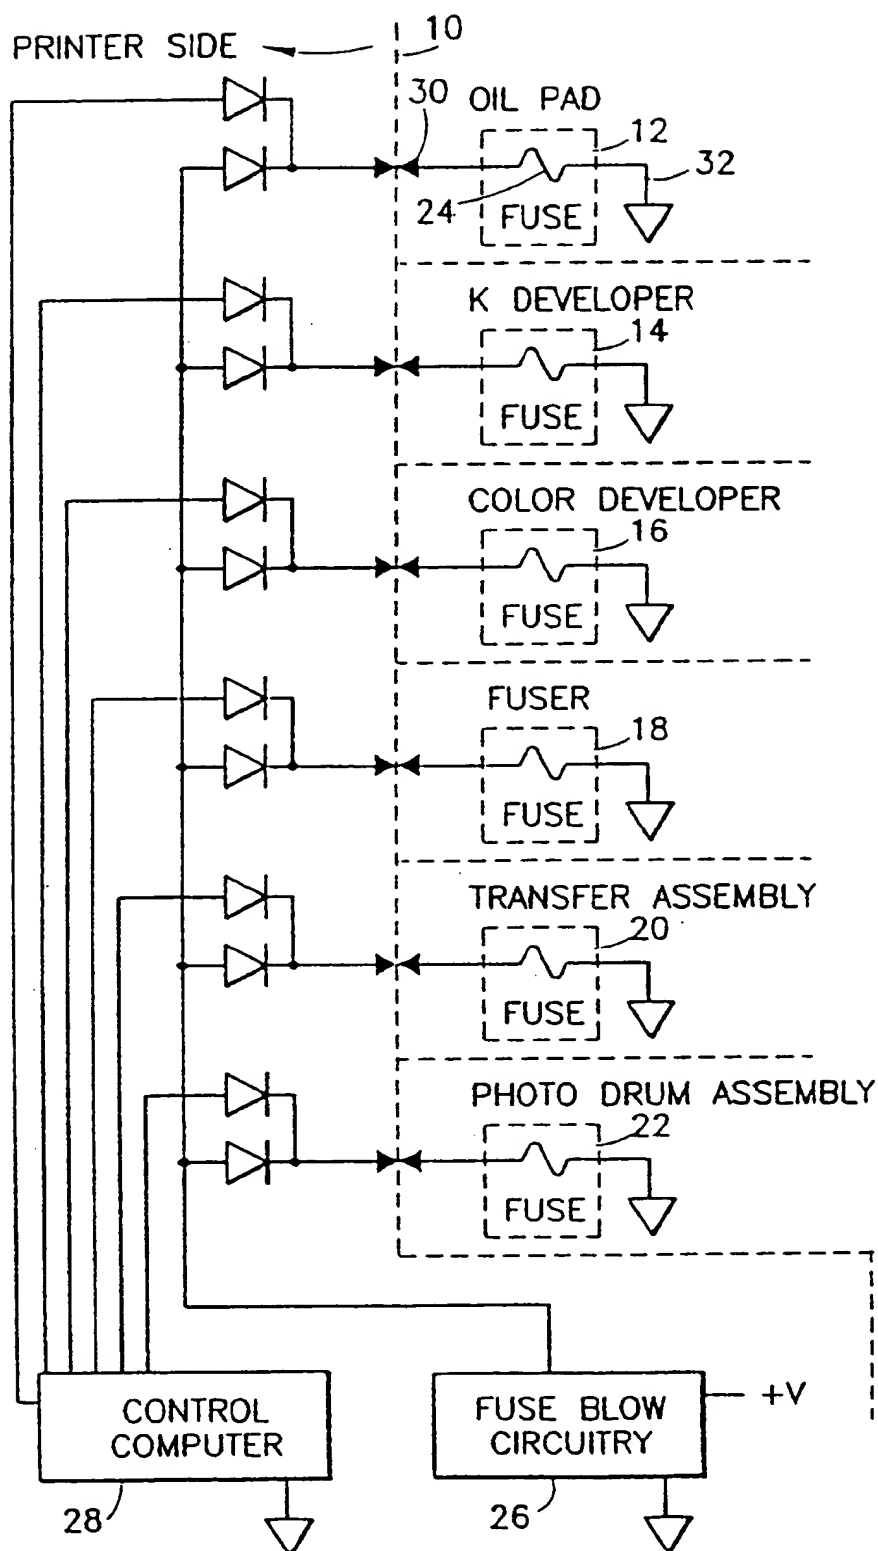 10
PRINTER SIDE
30
OIL PAD
12
32
24
FUSE
K DEVELOPER
14
FUSE
COLOR DEVELOPER
16
FUSE
FUSER
18
FUSE
TRANSFER ASSEMBLY
20
FUSE
PHOTO DRUM ASSEMBLY
22
FUSE
CONTROL
COMPUTER
FUSE BLOW
CIRCUITRY
+V
28
26